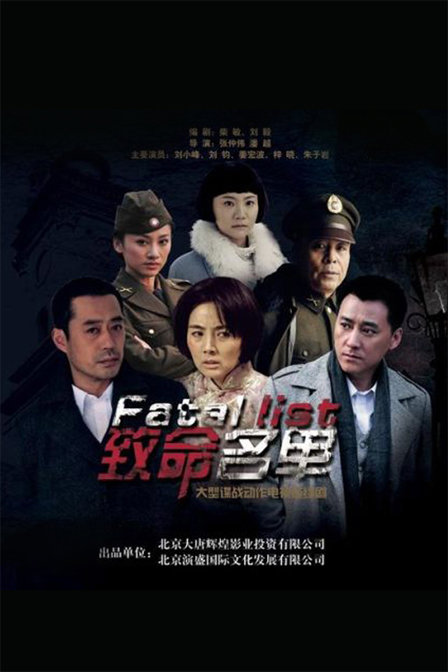 编剧：柴 敏、刘 毅
导演：张仲伟 潘 越
主要演员：刘小峰、刘 钧、姜宏波、梓 晓、朱子岩
Fatal list
致命名单
大型谍战动作电视连续剧
出品单位：北京大唐辉煌影业投资有限公司
北京演盛国际文化发展有限公司